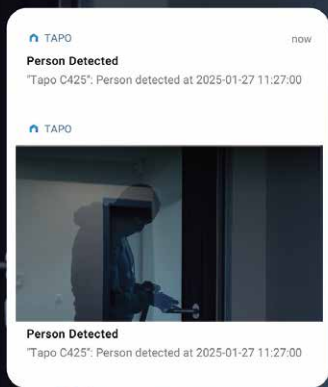 TAPO
now
Person Detected
"Tapo C425": Person detected at 2025-01-27 11:27:00
TAPO
Person Detected
"Tapo C425": Person detected at 2025-01-27 11:27:00